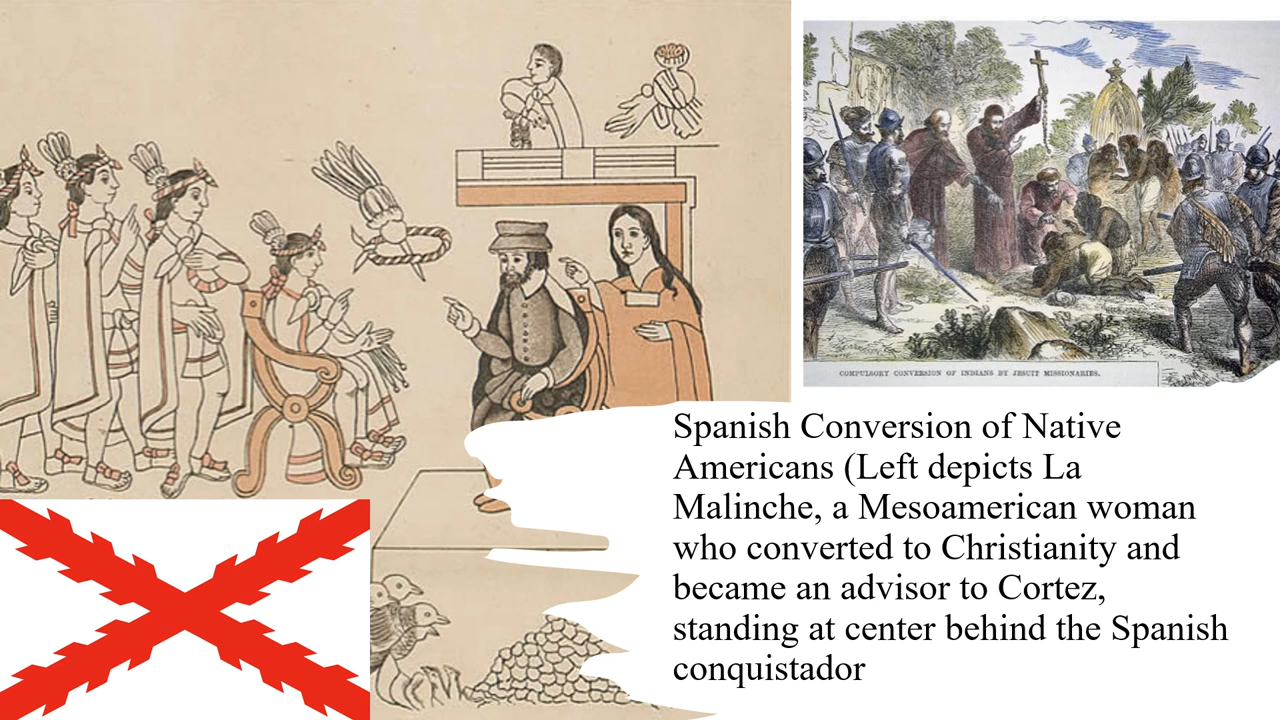 COMPULSORY CONVERSION OF INDIANS BY JESUIT MISSIONARIES.
Spanish Conversion of Native
Americans (Left depicts La
Malinche, a Mesoamerican woman
who converted to Christianity and
became an advisor to Cortez,
standing at center behind the Spanish
conquistador